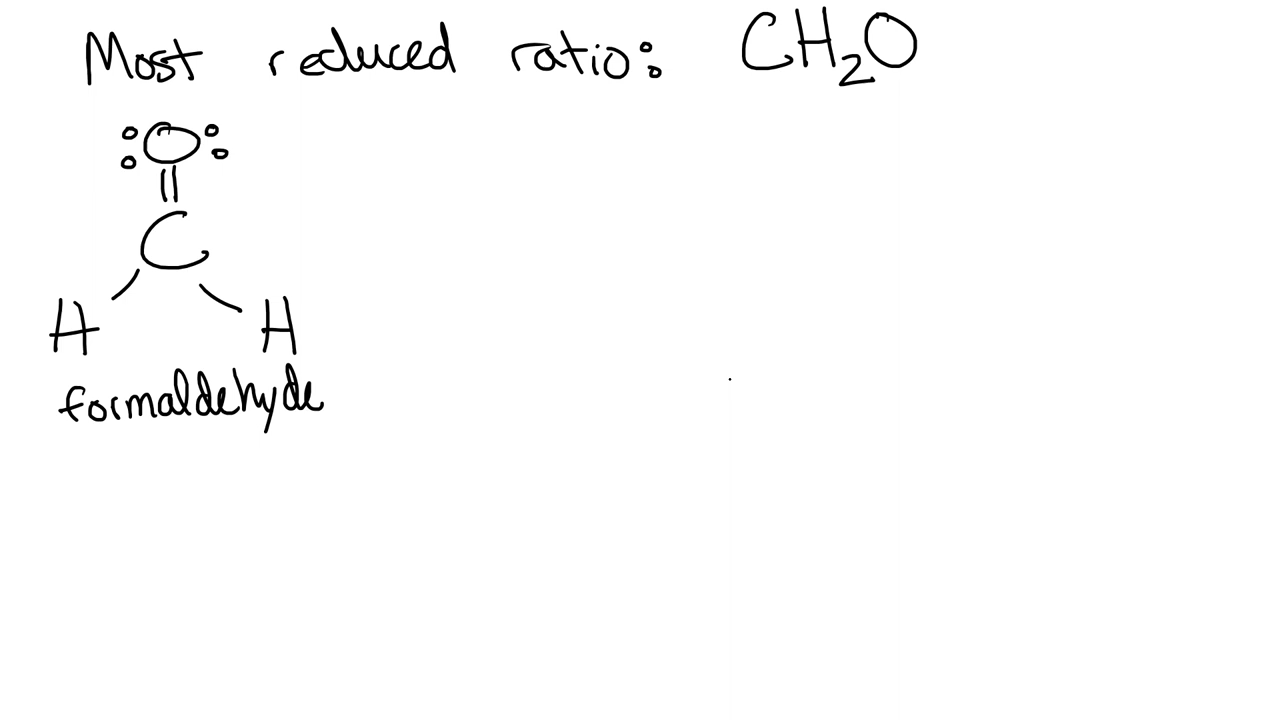 Most reduced ratio: CH₂O
:O:
||
C
H H
formaldehyde